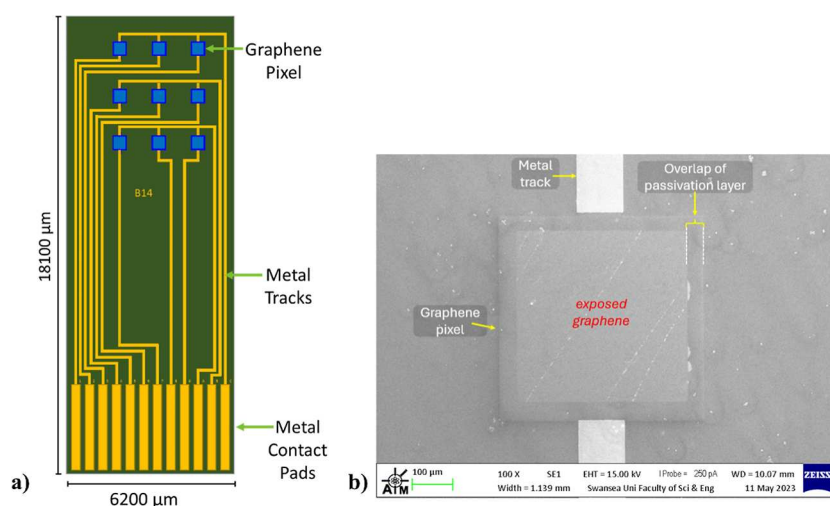 Graphene
Pixel
18100 µm
B14
Metal
Tracks
Metal
Contact
Pads
a)
6200 µm
Metal
track
Overlap of
passivation layer
exposed
graphene
Graphene
pixel
b)
ATM
100 µm
100 X
SE1
EHT = 15.00 kV
I Probe = 250 pA
WD = 10.07 mm
ZEISS
Width = 1.139 mm
Swansea Uni Faculty of Sci & Eng
11 May 2023